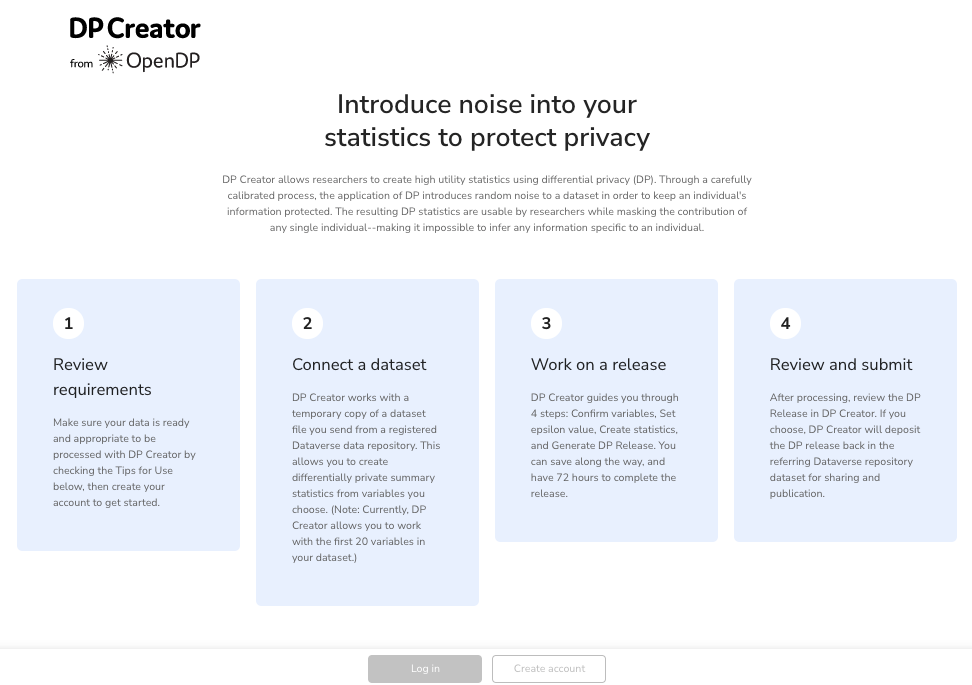 DP Creator
from OpenDP
Introduce noise into your
statistics to protect privacy
DP Creator allows researchers to create high utility statistics using differential privacy (DP). Through a carefully
calibrated process, the application of DP introduces random noise to a dataset in order to keep an individual's
information protected. The resulting DP statistics are usable by researchers while masking the contribution of
any single individual--making it impossible to infer any information specific to an individual.
1
Review
requirements
Make sure your data is ready
and appropriate to be
processed with DP Creator by
checking the Tips for Use
below, then create your
account to get started.
2
Connect a dataset
DP Creator works with a
temporary copy of a dataset
file you send from a registered
Dataverse data repository. This
allows you to create
differentially private summary
statistics from variables you
choose. (Note: Currently, DP
Creator allows you to work
with the first 20 variables in
your dataset.)
3
Work on a release
DP Creator guides you through
4 steps: Confirm variables, Set
epsilon value, Create statistics,
and Generate DP Release. You
can save along the way, and
have 72 hours to complete the
release.
4
Review and submit
After processing, review the DP
Release in DP Creator. If you
choose, DP Creator will deposit
the DP release back in the
referring Dataverse repository
dataset for sharing and
publication.
Log in
Create account